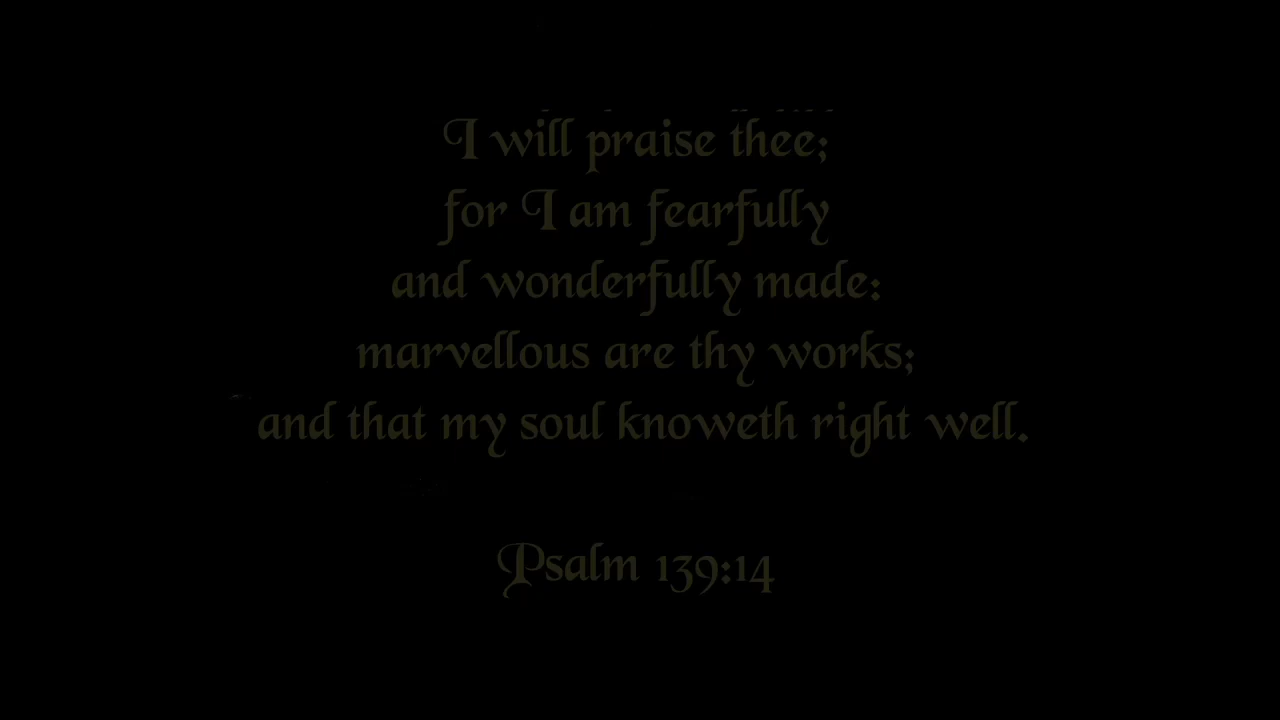 I will praise thee;
for I am fearfully
and wonderfully made:
marvellous are thy works;
and that my soul knoweth right well.
Psalm 139:14